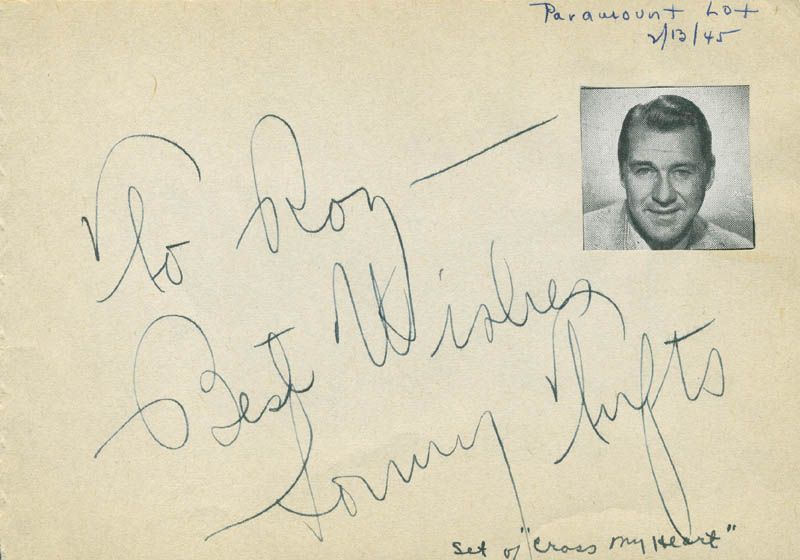 Paramount Lot
2/13/45
To Roy —
Best Wishes
Sonny Tufts
Set of "Cross My Heart"